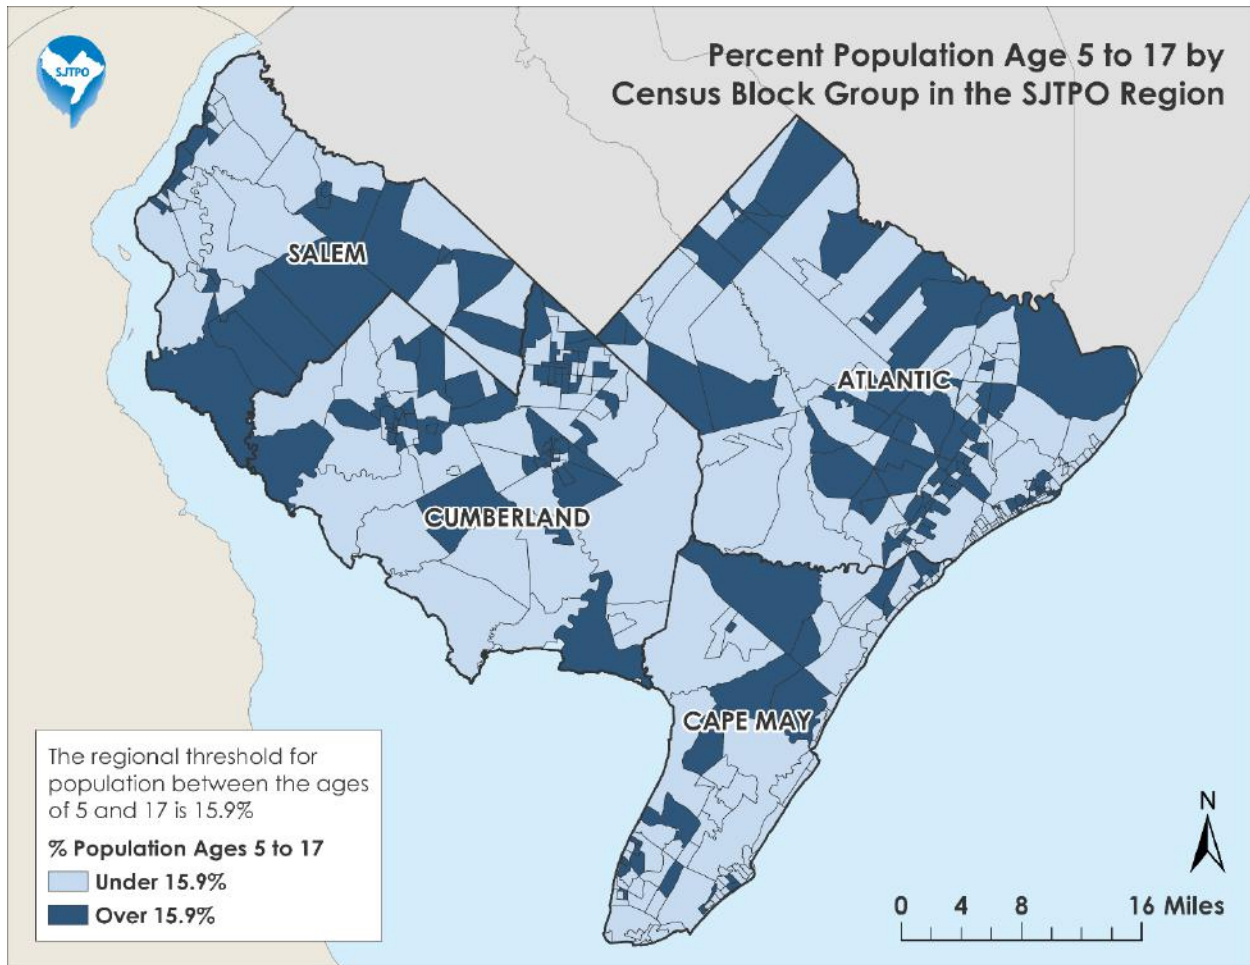 SJTPO
Percent Population Age 5 to 17 by
Census Block Group in the SJTPO Region
SALEM
ATLANTIC
CUMBERLAND
CAPE MAY
The regional threshold for
population between the ages
of 5 and 17 is 15.9%
% Population Ages 5 to 17
Under 15.9%
Over 15.9%
N
0 4 8 16 Miles